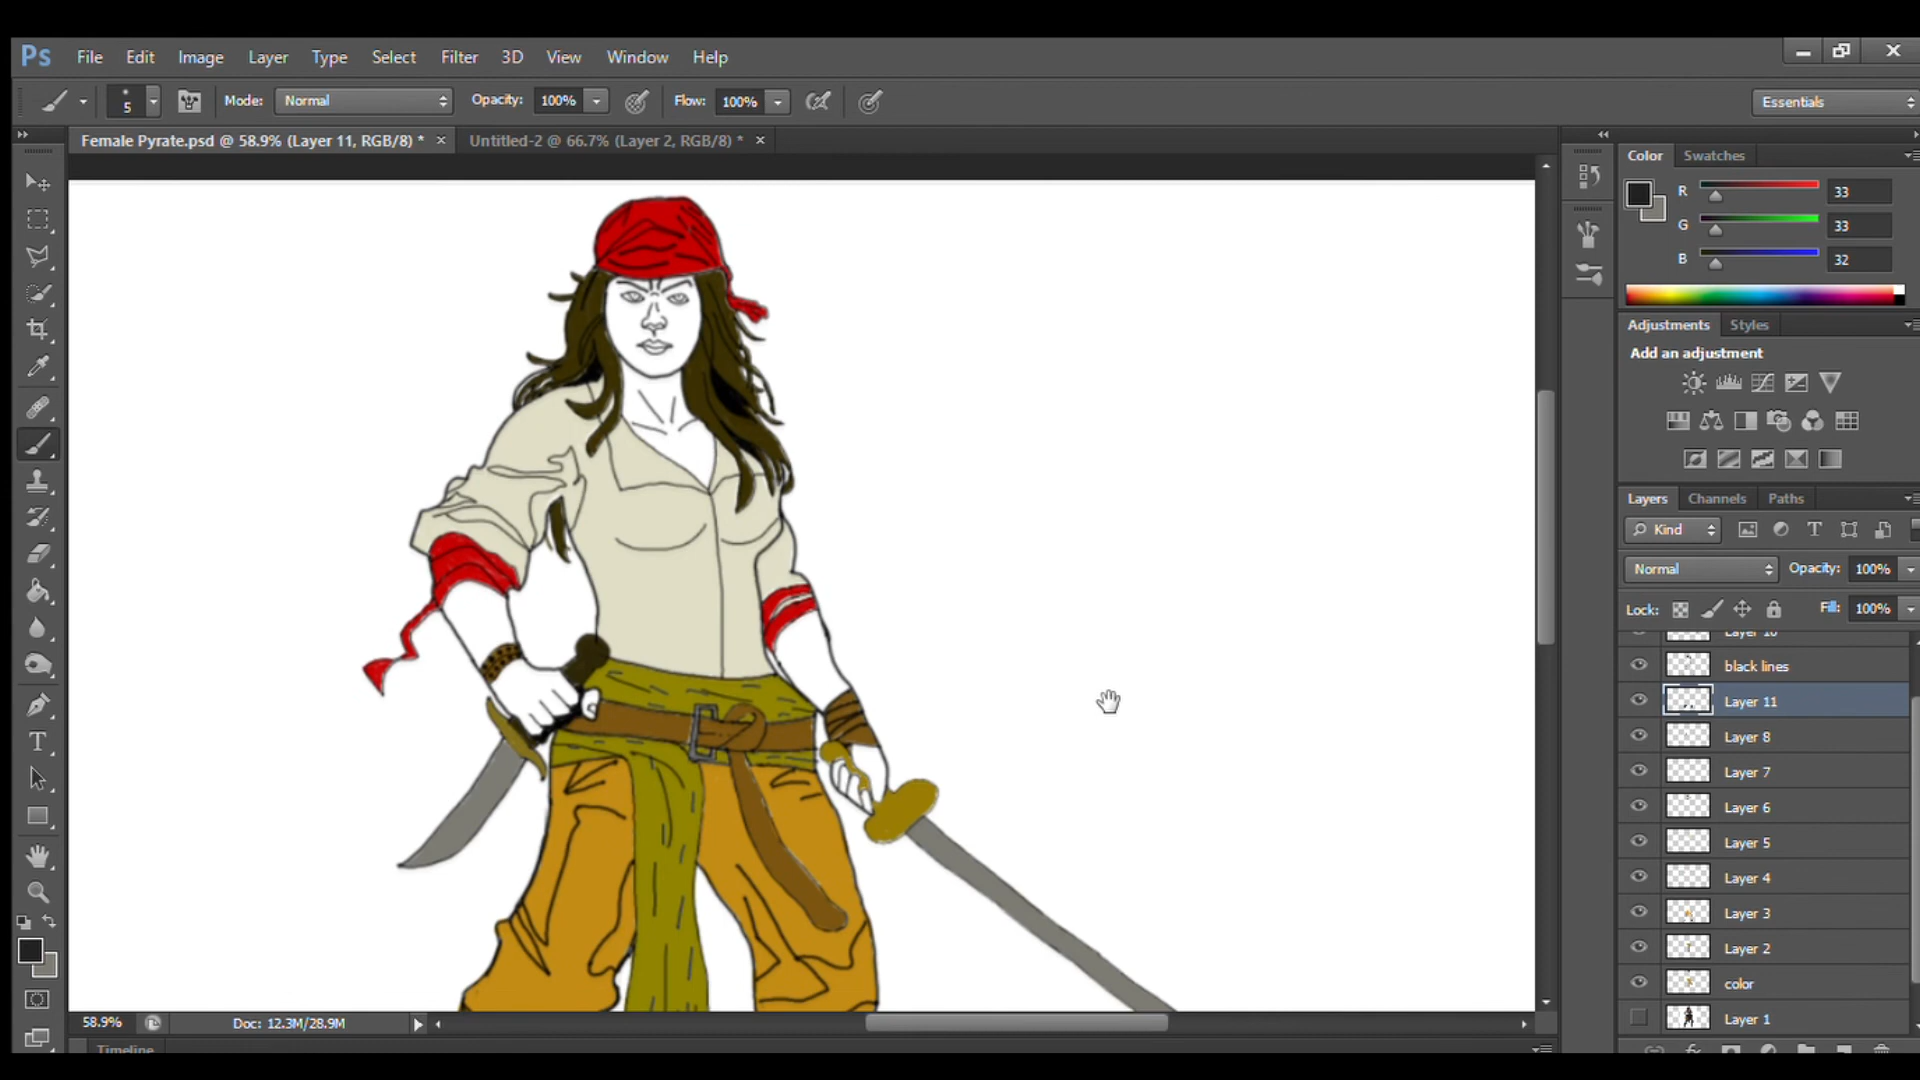 Ps File Edit Image Layer Type Select Filter 3D View Window Help
5 Mode: Normal Opacity: 100% Flow: 100% Essentials
Female Pyrate.psd @ 58.9% (Layer 11, RGB/8) * × Untitled-2 @ 66.7% (Layer 2, RGB/8) * ×
Color Swatches
R 33
G 33
B 32
Adjustments Styles
Add an adjustment
Layers Channels Paths
Kind
Normal Opacity: 100%
Lock: Fill: 100%
Layer 10
black lines
Layer 11
Layer 8
Layer 7
Layer 6
Layer 5
Layer 4
Layer 3
Layer 2
color
Layer 1
58.9% Doc: 12.3M/28.9M
Timeline